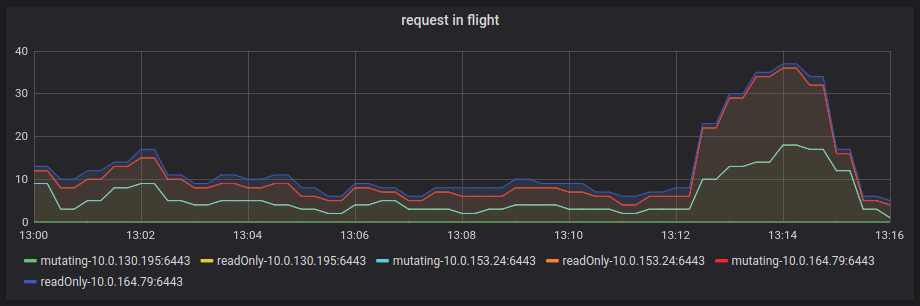 request in flight
40
30
20
10
0
13:00 13:02 13:04 13:06 13:08 13:10 13:12 13:14 13:16
mutating-10.0.130.195:6443 readOnly-10.0.130.195:6443 mutating-10.0.153.24:6443 readOnly-10.0.153.24:6443 mutating-10.0.164.79:6443
readOnly-10.0.164.79:6443